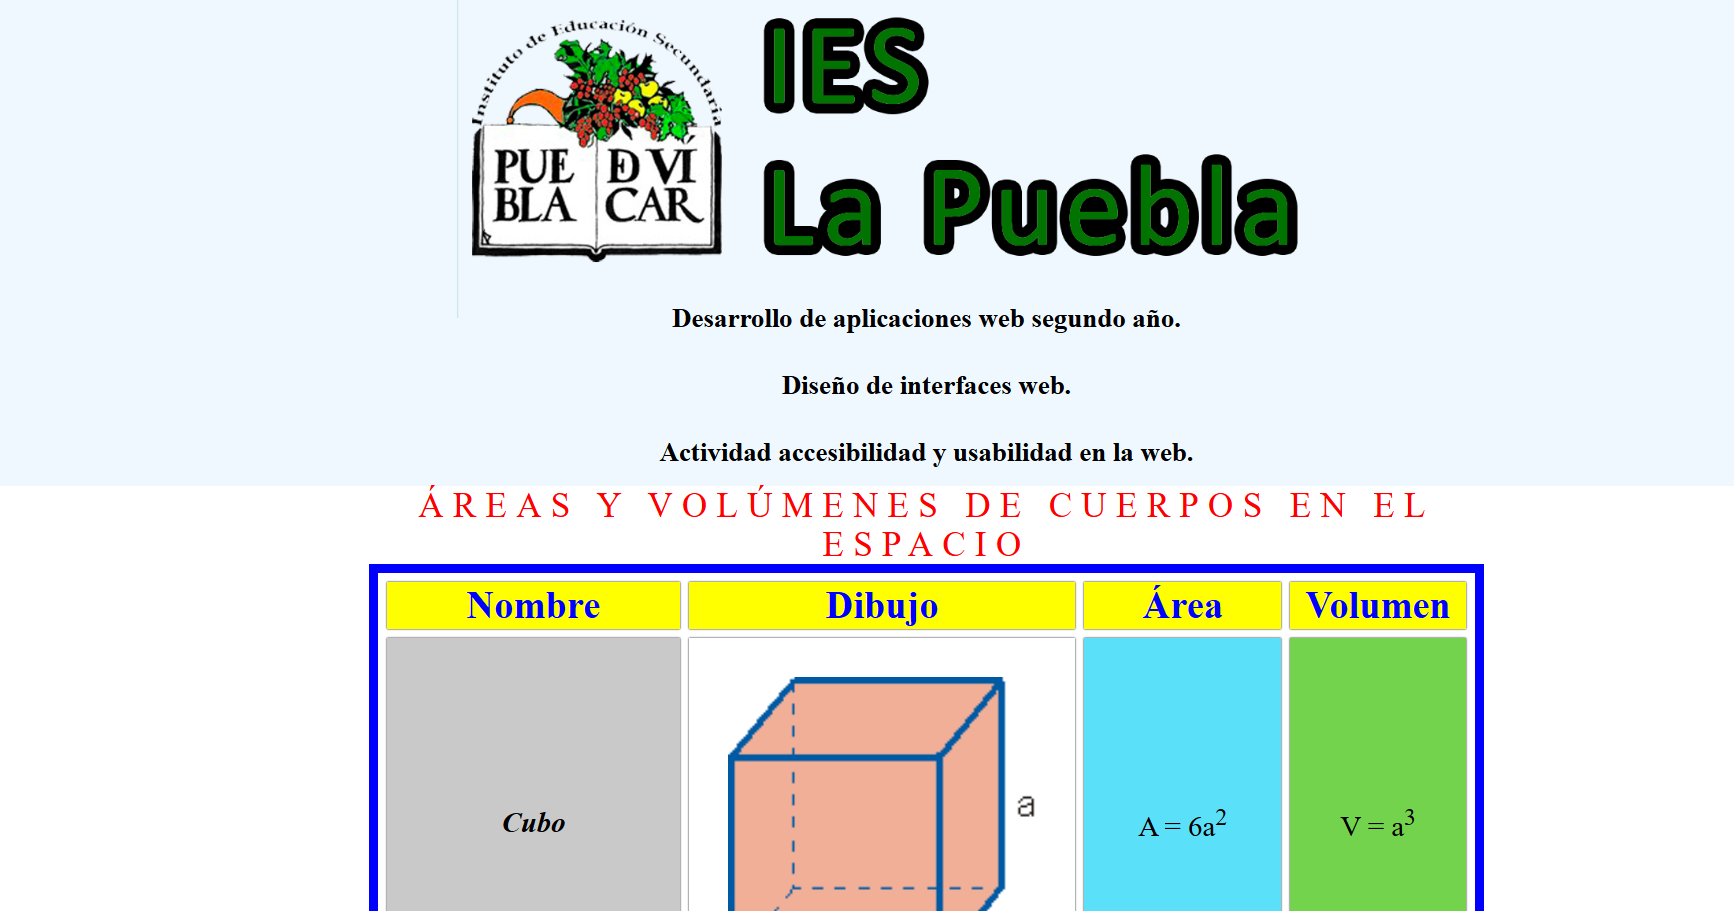 Instituto de Educación Secundaria
PUE
BLA
Đ VÍ
CAR
IES
La Puebla
Desarrollo de aplicaciones web segundo año.
Diseño de interfaces web.
Actividad accesibilidad y usabilidad en la web.
ÁREAS Y VOLÚMENES DE CUERPOS EN EL
ESPACIO
Nombre Dibujo Área Volumen
a
Cubo A = 6a² V = a³